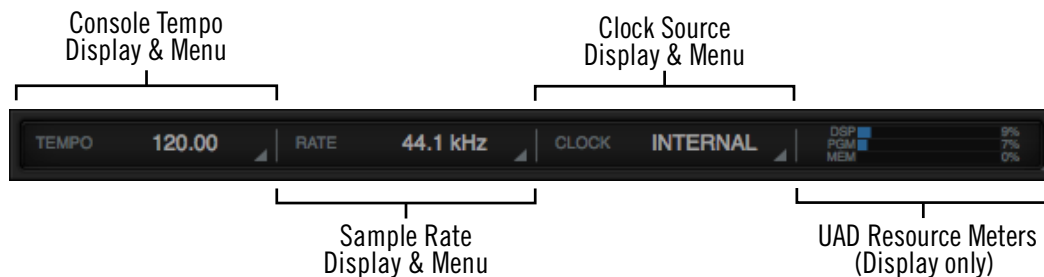 Console Tempo
Display & Menu
Clock Source
Display & Menu
TEMPO 120.00 RATE 44.1 kHz CLOCK INTERNAL
DSP 9%
PGM 7%
MEM 0%
Sample Rate
Display & Menu
UAD Resource Meters
(Display only)